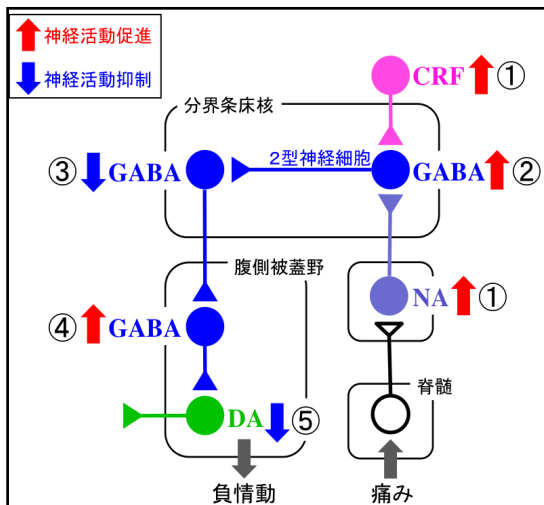 神経活動促進
神経活動抑制
CRF ①
分界条床核
③ GABA
2型神経細胞
GABA ②
腹側被蓋野
NA ①
④ GABA
脊髄
DA ⑤
負情動
痛み